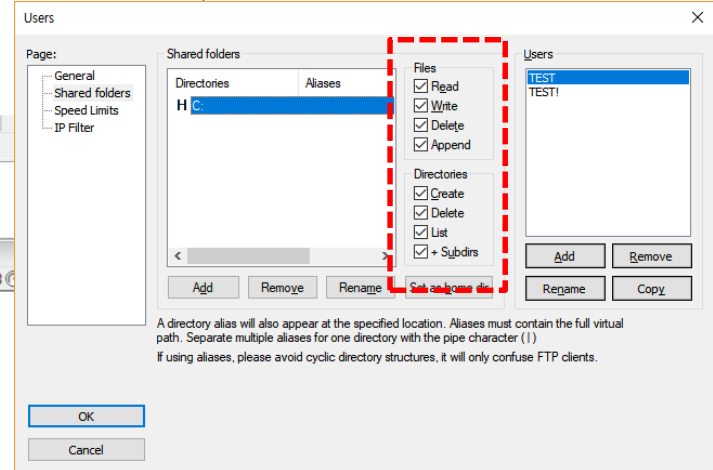 Users
Page:
General
Shared folders
Speed Limits
IP Filter
Shared folders
Directories Aliases
H C:
Files
Read
Write
Delete
Append
Directories
Create
Delete
List
+ Subdirs
Add Remove Rename Set as home dir
Users
TEST
TEST!
Add Remove
Rename Copy
A directory alias will also appear at the specified location. Aliases must contain the full virtual
path. Separate multiple aliases for one directory with the pipe character ( | )
If using aliases, please avoid cyclic directory structures, it will only confuse FTP clients.
OK
Cancel